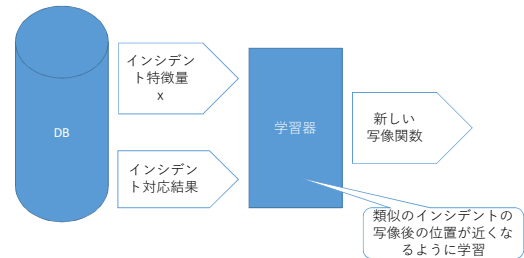 インシデン
ト特徴量
x
DB
学習器
新しい
写像関数
インシデン
ト対応結果
類似のインシデントの
写像後の位置が近くな
るように学習